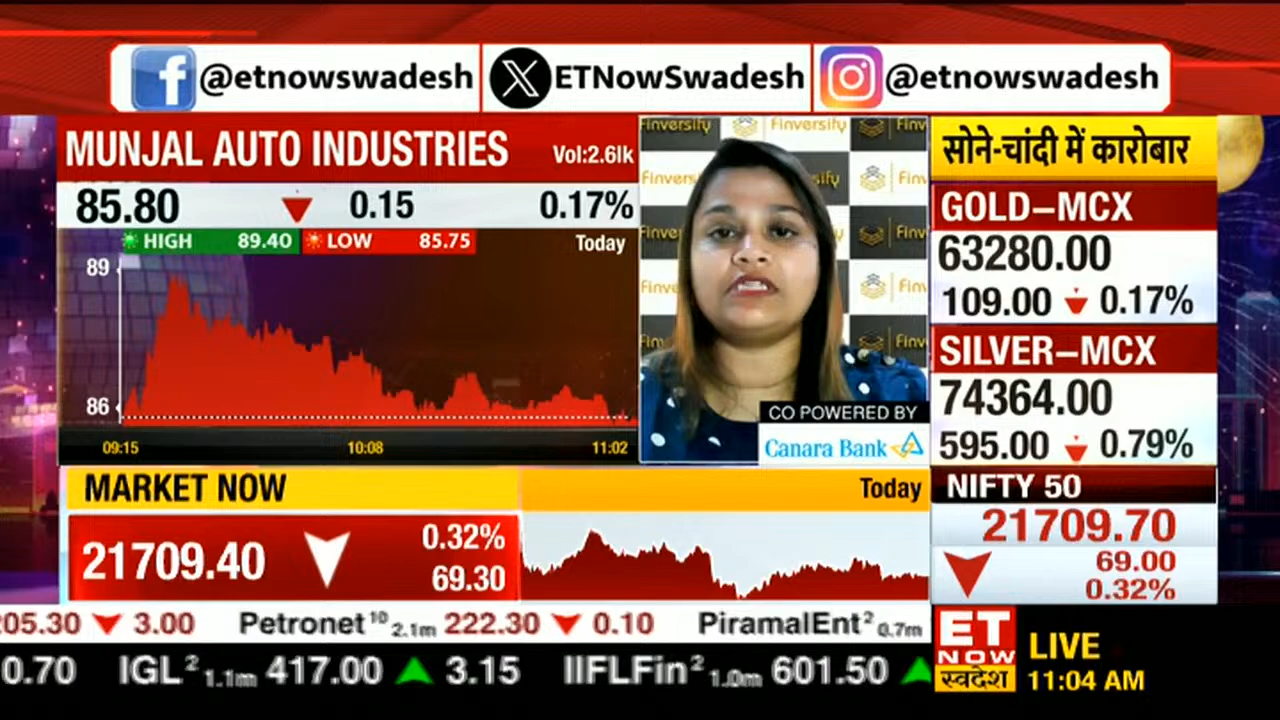 @etnowswadesh ETNowSwadesh @etnowswadesh
MUNJAL AUTO INDUSTRIES Vol:2.6lk
85.80 0.15 0.17%
HIGH 89.40 LOW 85.75 Today
89
86
09:15 10:08 11:02
Finversify Finversify
CO POWERED BY
Canara Bank
सोने-चांदी में कारोबार
GOLD–MCX
63280.00
109.00 0.17%
SILVER–MCX
74364.00
595.00 0.79%
NIFTY 50
21709.70
69.00
0.32%
MARKET NOW Today
21709.40 0.32%
69.30
205.30 3.00 Petronet 10 2.1m 222.30 0.10 PiramalEnt 2 0.7m
0.70 IGL 2 1.1m 417.00 3.15 IIFLFin 2 1.0m 601.50
ET
NOW
स्वदेश
LIVE
11:04 AM